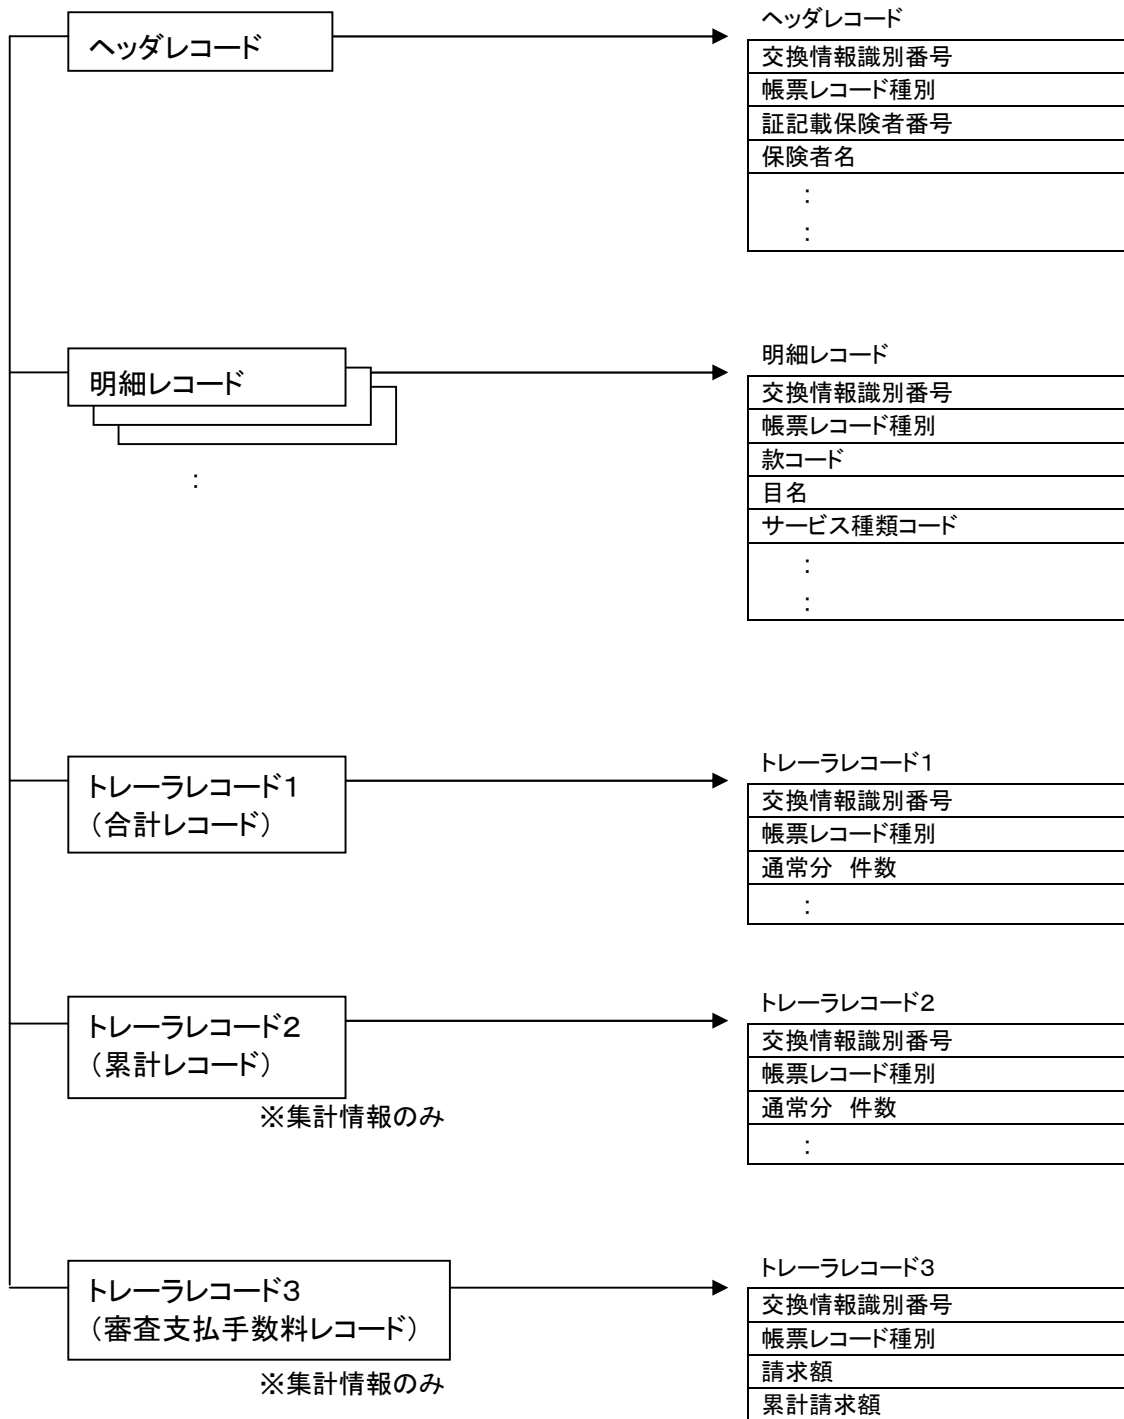 ヘッダレコード
ヘッダレコード
交換情報識別番号
帳票レコード種別
証記載保険者番号
保険者名
:
:
明細レコード
:
明細レコード
交換情報識別番号
帳票レコード種別
款コード
目名
サービス種類コード
:
:
トレーラレコード1
（合計レコード）
トレーラレコード1
交換情報識別番号
帳票レコード種別
通常分　件数
:
トレーラレコード2
（累計レコード）
※集計情報のみ
トレーラレコード2
交換情報識別番号
帳票レコード種別
通常分　件数
:
トレーラレコード3
（審査支払手数料レコード）
※集計情報のみ
トレーラレコード3
交換情報識別番号
帳票レコード種別
請求額
累計請求額